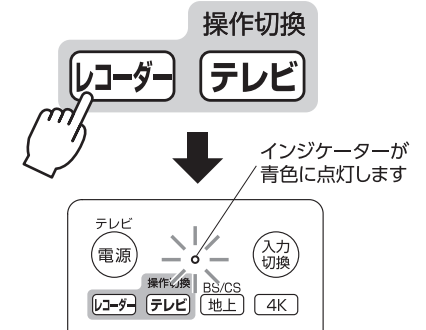 操作切換
レコーダー テレビ
インジケーターが
青色に点灯します
テレビ
電源
入力
切換
操作切換 BS/CS
レコーダー テレビ 地上 4K